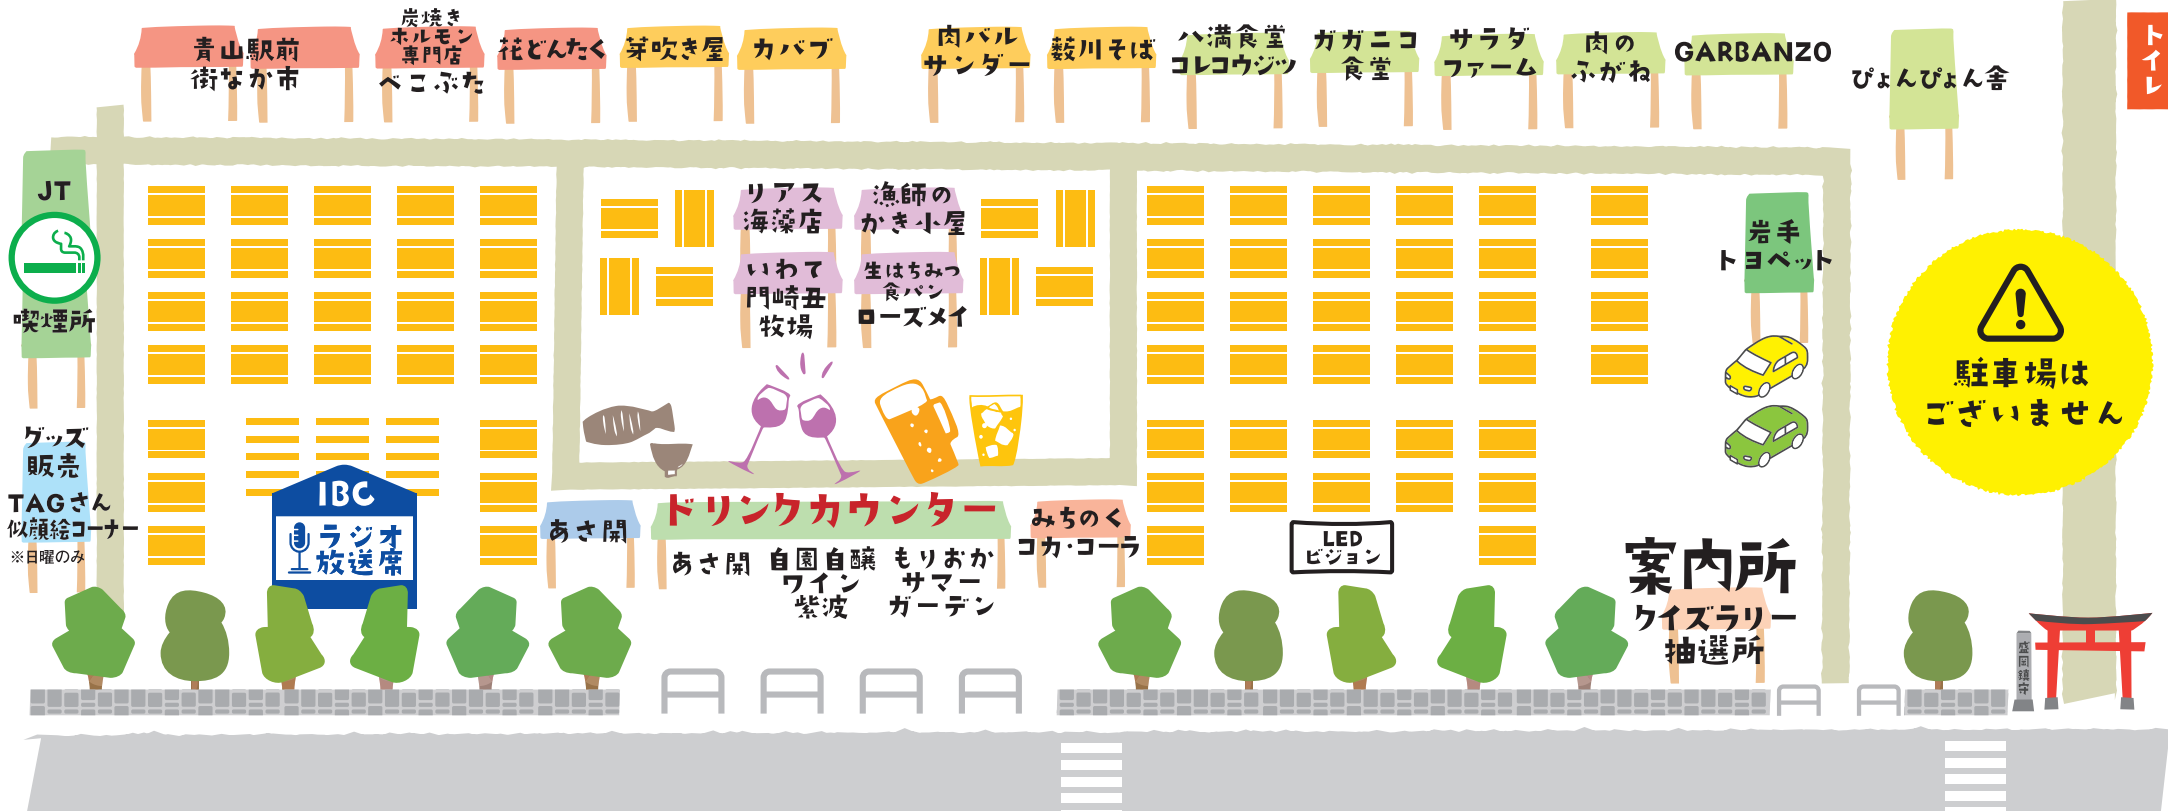 青山駅前
街なか市
炭焼き
ホルモン
専門店
べこぶた
花どんたく
芽吹き屋
カバブ
肉バル
サンダー
藪川そば
八満食堂
コレコウジツ
ガガニコ
食堂
サラダ
ファーム
肉の
ふがね
GARBANZO
ぴょんぴょん舎
トイレ
JT
喫煙所
リアス
海藻店
漁師の
かき小屋
いわて
門崎丑
牧場
生はちみつ
食パン
ローズメイ
岩手
トヨペット
駐車場は
ございません
グッズ
販売
TAGさん
似顔絵コーナー
※日曜のみ
IBC
ラジオ
放送席
あさ開
ドリンクカウンター
あさ開
自園自醸
ワイン
紫波
もりおか
サマー
ガーデン
みちのく
コカ・コーラ
LED
ビジョン
案内所
クイズラリー
抽選所
盛岡鎮守